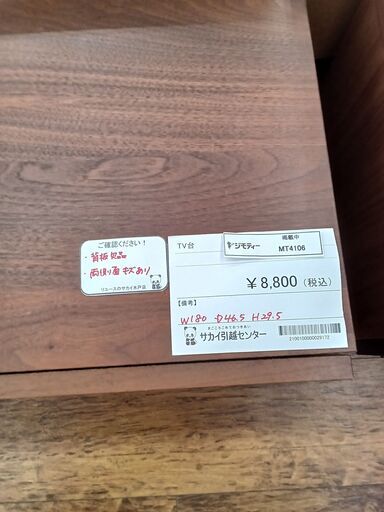 ご確認ください!
・背板欠品
・両側面キズあり
リユースのサカイ水戸店
TV台
掲載中
ジモティー
MT4106
¥8,800(税込)
【備考】
W180 D46.5 H29.5
まごころこめておつきあい
サカイ引越センター
2100100000029172